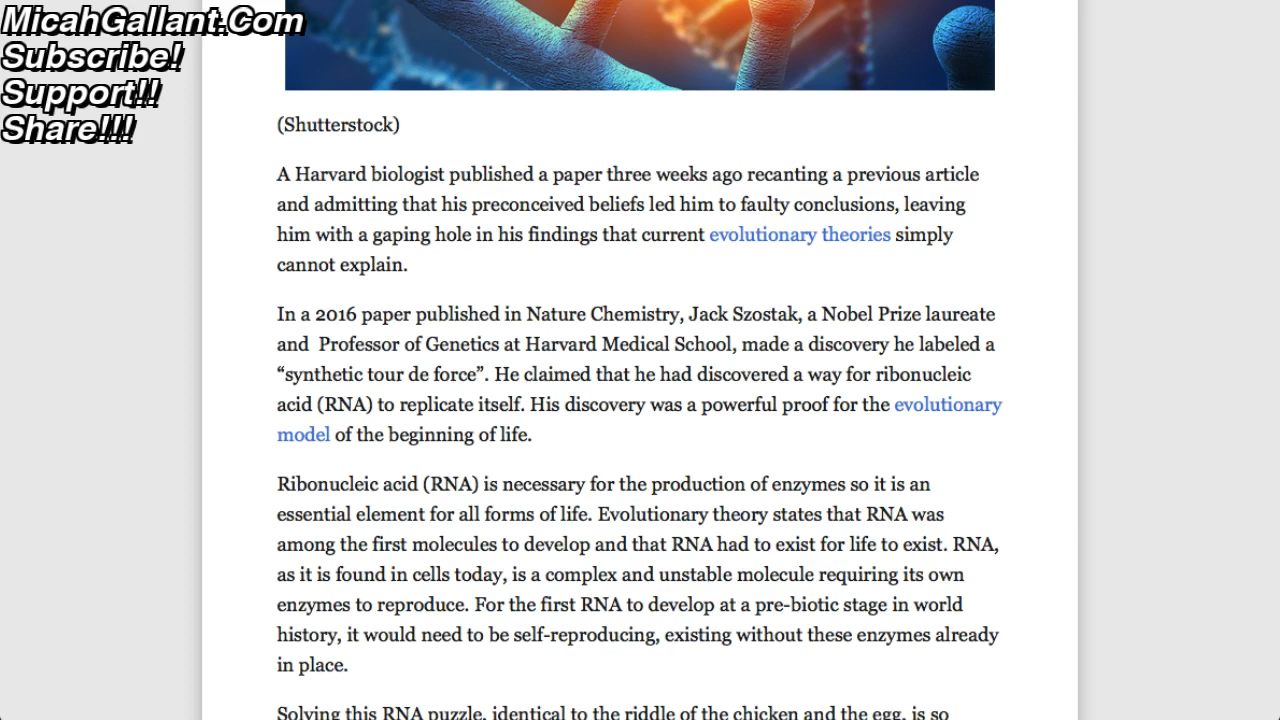 MicahGallant.Com
Subscribe!
Support!!
Share!!!
(Shutterstock)
A Harvard biologist published a paper three weeks ago recanting a previous article
and admitting that his preconceived beliefs led him to faulty conclusions, leaving
him with a gaping hole in his findings that current evolutionary theories simply
cannot explain.
In a 2016 paper published in Nature Chemistry, Jack Szostak, a Nobel Prize laureate
and  Professor of Genetics at Harvard Medical School, made a discovery he labeled a
“synthetic tour de force”. He claimed that he had discovered a way for ribonucleic
acid (RNA) to replicate itself. His discovery was a powerful proof for the evolutionary
model of the beginning of life.
Ribonucleic acid (RNA) is necessary for the production of enzymes so it is an
essential element for all forms of life. Evolutionary theory states that RNA was
among the first molecules to develop and that RNA had to exist for life to exist. RNA,
as it is found in cells today, is a complex and unstable molecule requiring its own
enzymes to reproduce. For the first RNA to develop at a pre-biotic stage in world
history, it would need to be self-reproducing, existing without these enzymes already
in place.
Solving this RNA puzzle, identical to the riddle of the chicken and the egg, is so